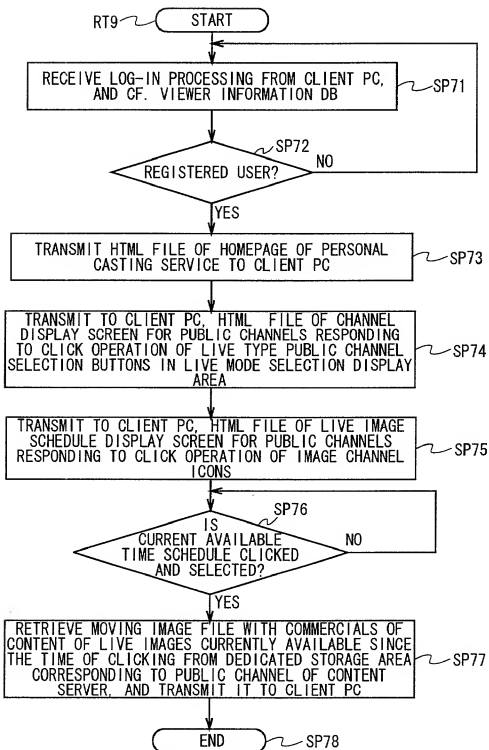 RT9
START
RECEIVE LOG-IN PROCESSING FROM CLIENT PC,
AND CF. VIEWER INFORMATION DB
SP71
SP72
REGISTERED USER?
NO
YES
TRANSMIT HTML FILE OF HOMEPAGE OF PERSONAL
CASTING SERVICE TO CLIENT PC
SP73
TRANSMIT TO CLIENT PC, HTML FILE OF CHANNEL
DISPLAY SCREEN FOR PUBLIC CHANNELS RESPONDING
TO CLICK OPERATION OF LIVE TYPE PUBLIC CHANNEL
SELECTION BUTTONS IN LIVE MODE SELECTION DISPLAY
AREA
SP74
TRANSMIT TO CLIENT PC, HTML FILE OF LIVE IMAGE
SCHEDULE DISPLAY SCREEN FOR PUBLIC CHANNELS
RESPONDING TO CLICK OPERATION OF IMAGE CHANNEL
ICONS
SP75
SP76
IS
CURRENT AVAILABLE
TIME SCHEDULE CLICKED
AND SELECTED?
NO
YES
RETRIEVE MOVING IMAGE FILE WITH COMMERCIALS OF
CONTENT OF LIVE IMAGES CURRENTLY AVAILABLE SINCE
THE TIME OF CLICKING FROM DEDICATED STORAGE AREA
CORRESPONDING TO PUBLIC CHANNEL OF CONTENT
SERVER, AND TRANSMIT IT TO CLIENT PC
SP77
END
SP78